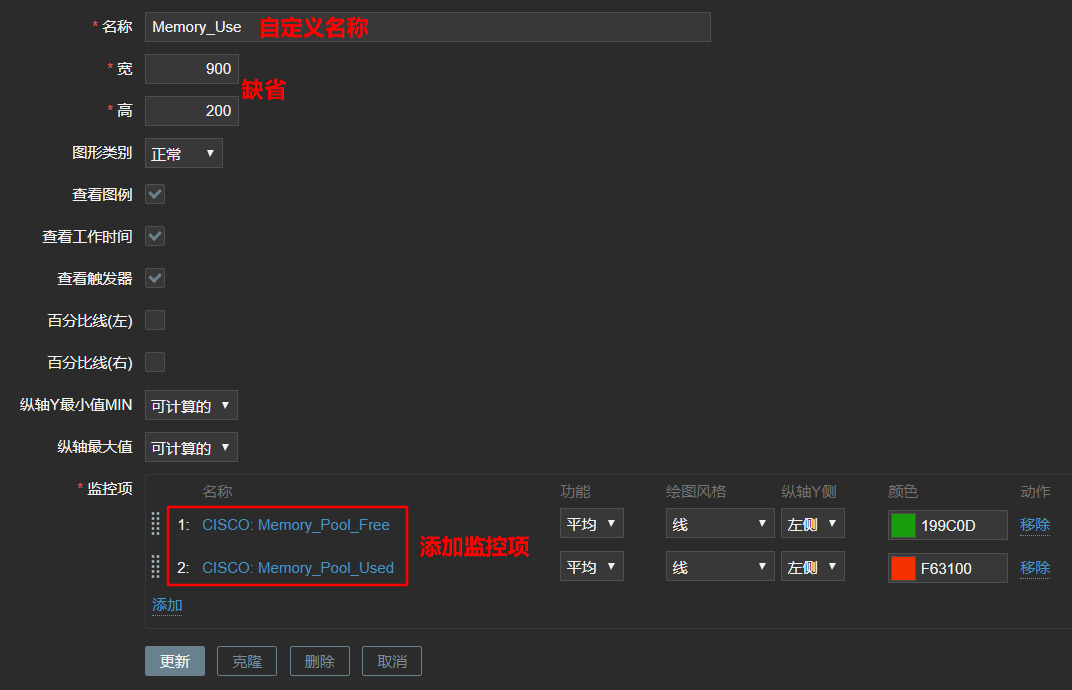 * 名称 Memory_Use 自定义名称
* 宽 900
缺省
* 高 200
图形类别 正常
查看图例
查看工作时间
查看触发器
百分比线(左)
百分比线(右)
纵轴Y最小值MIN 可计算的
纵轴最大值 可计算的
* 监控项 名称 功能 绘图风格 纵轴Y侧 颜色 动作
1: CISCO: Memory_Pool_Free 平均 线 左侧 199C0D 移除
添加监控项
2: CISCO: Memory_Pool_Used 平均 线 左侧 F63100 移除
添加
更新 克隆 删除 取消